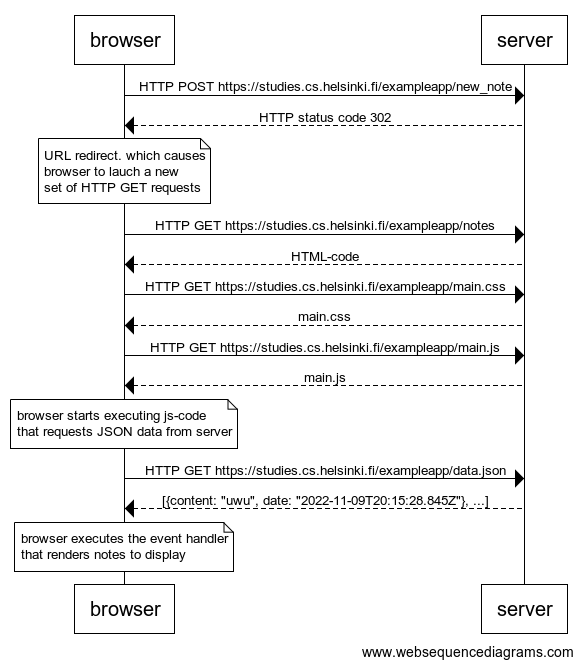 browser
server
HTTP POST https://studies.cs.helsinki.fi/exampleapp/new_note
HTTP status code 302
URL redirect. which causes
browser to lauch a new
set of HTTP GET requests
HTTP GET https://studies.cs.helsinki.fi/exampleapp/notes
HTML-code
HTTP GET https://studies.cs.helsinki.fi/exampleapp/main.css
main.css
HTTP GET https://studies.cs.helsinki.fi/exampleapp/main.js
main.js
browser starts executing js-code
that requests JSON data from server
HTTP GET https://studies.cs.helsinki.fi/exampleapp/data.json
[{content: "uwu", date: "2022-11-09T20:15:28.845Z"}, ...]
browser executes the event handler
that renders notes to display
browser
server
www.websequencediagrams.com